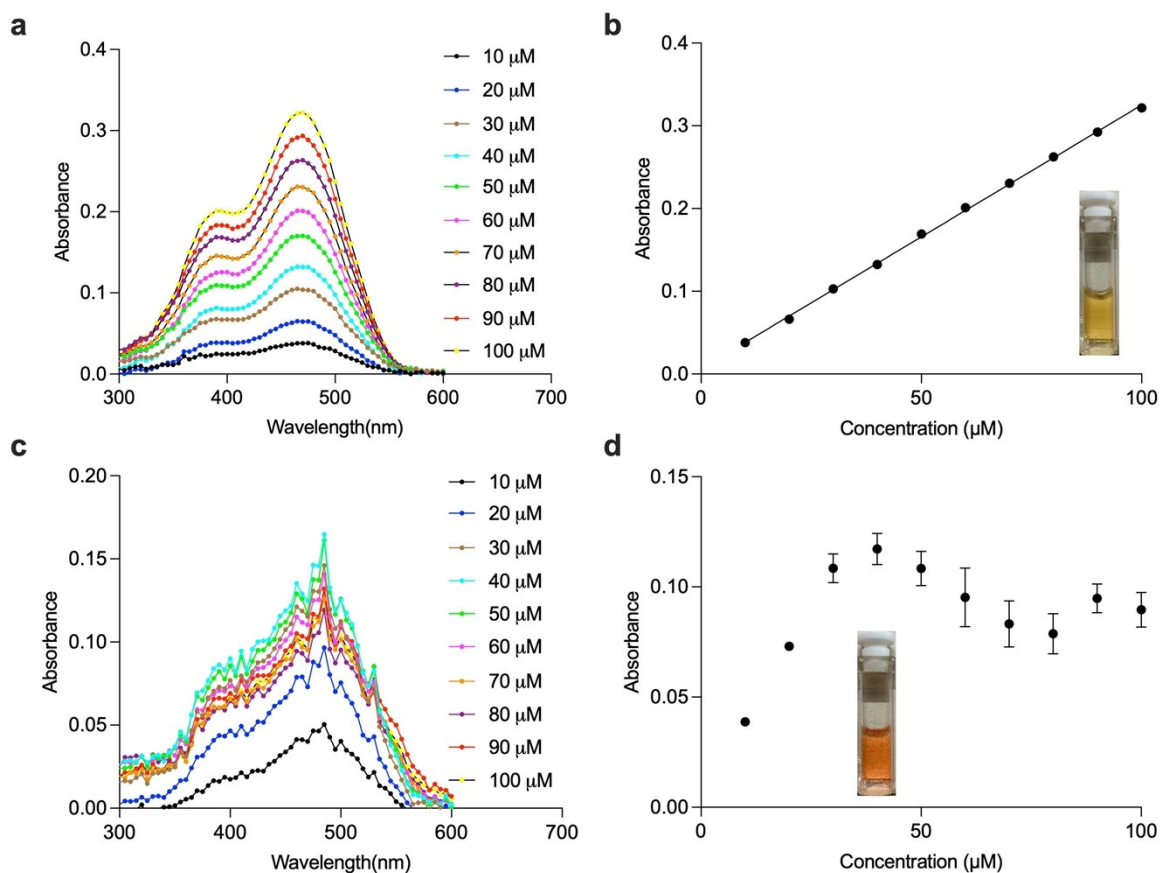 a
0.4
0.3
0.2
0.1
0.0
Absorbance
300
400
500
600
700
Wavelength(nm)
10 μM
20 μM
30 μM
40 μM
50 μM
60 μM
70 μM
80 μM
90 μM
100 μM
b
0.4
0.3
0.2
0.1
0.0
Absorbance
0
50
100
Concentration (µM)
c
0.20
0.15
0.10
0.05
0.00
Absorbance
300
400
500
600
700
Wavelength(nm)
10 μM
20 μM
30 μM
40 μM
50 μM
60 μM
70 μM
80 μM
90 μM
100 μM
d
0.15
0.10
0.05
0.00
Absorbance
0
50
100
Concentration (µM)